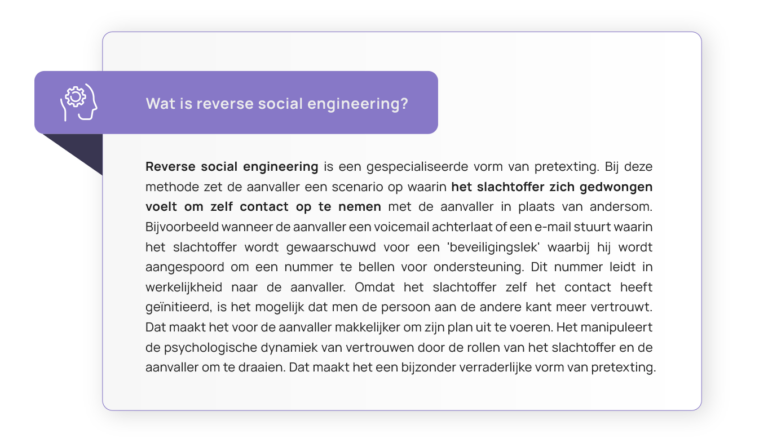 Wat is reverse social engineering?
Reverse social engineering is een gespecialiseerde vorm van pretexting. Bij deze
methode zet de aanvaller een scenario op waarin het slachtoffer zich gedwongen
voelt om zelf contact op te nemen met de aanvaller in plaats van andersom.
Bijvoorbeeld wanneer de aanvaller een voicemail achterlaat of een e-mail stuurt waarin
het slachtoffer wordt gewaarschuwd voor een 'beveiligingslek' waarbij hij wordt
aangespoord om een nummer te bellen voor ondersteuning. Dit nummer leidt in
werkelijkheid naar de aanvaller. Omdat het slachtoffer zelf het contact heeft
geïnitieerd, is het mogelijk dat men de persoon aan de andere kant meer vertrouwt.
Dat maakt het voor de aanvaller makkelijker om zijn plan uit te voeren. Het manipuleert
de psychologische dynamiek van vertrouwen door de rollen van het slachtoffer en de
aanvaller om te draaien. Dat maakt het een bijzonder verraderlijke vorm van pretexting.